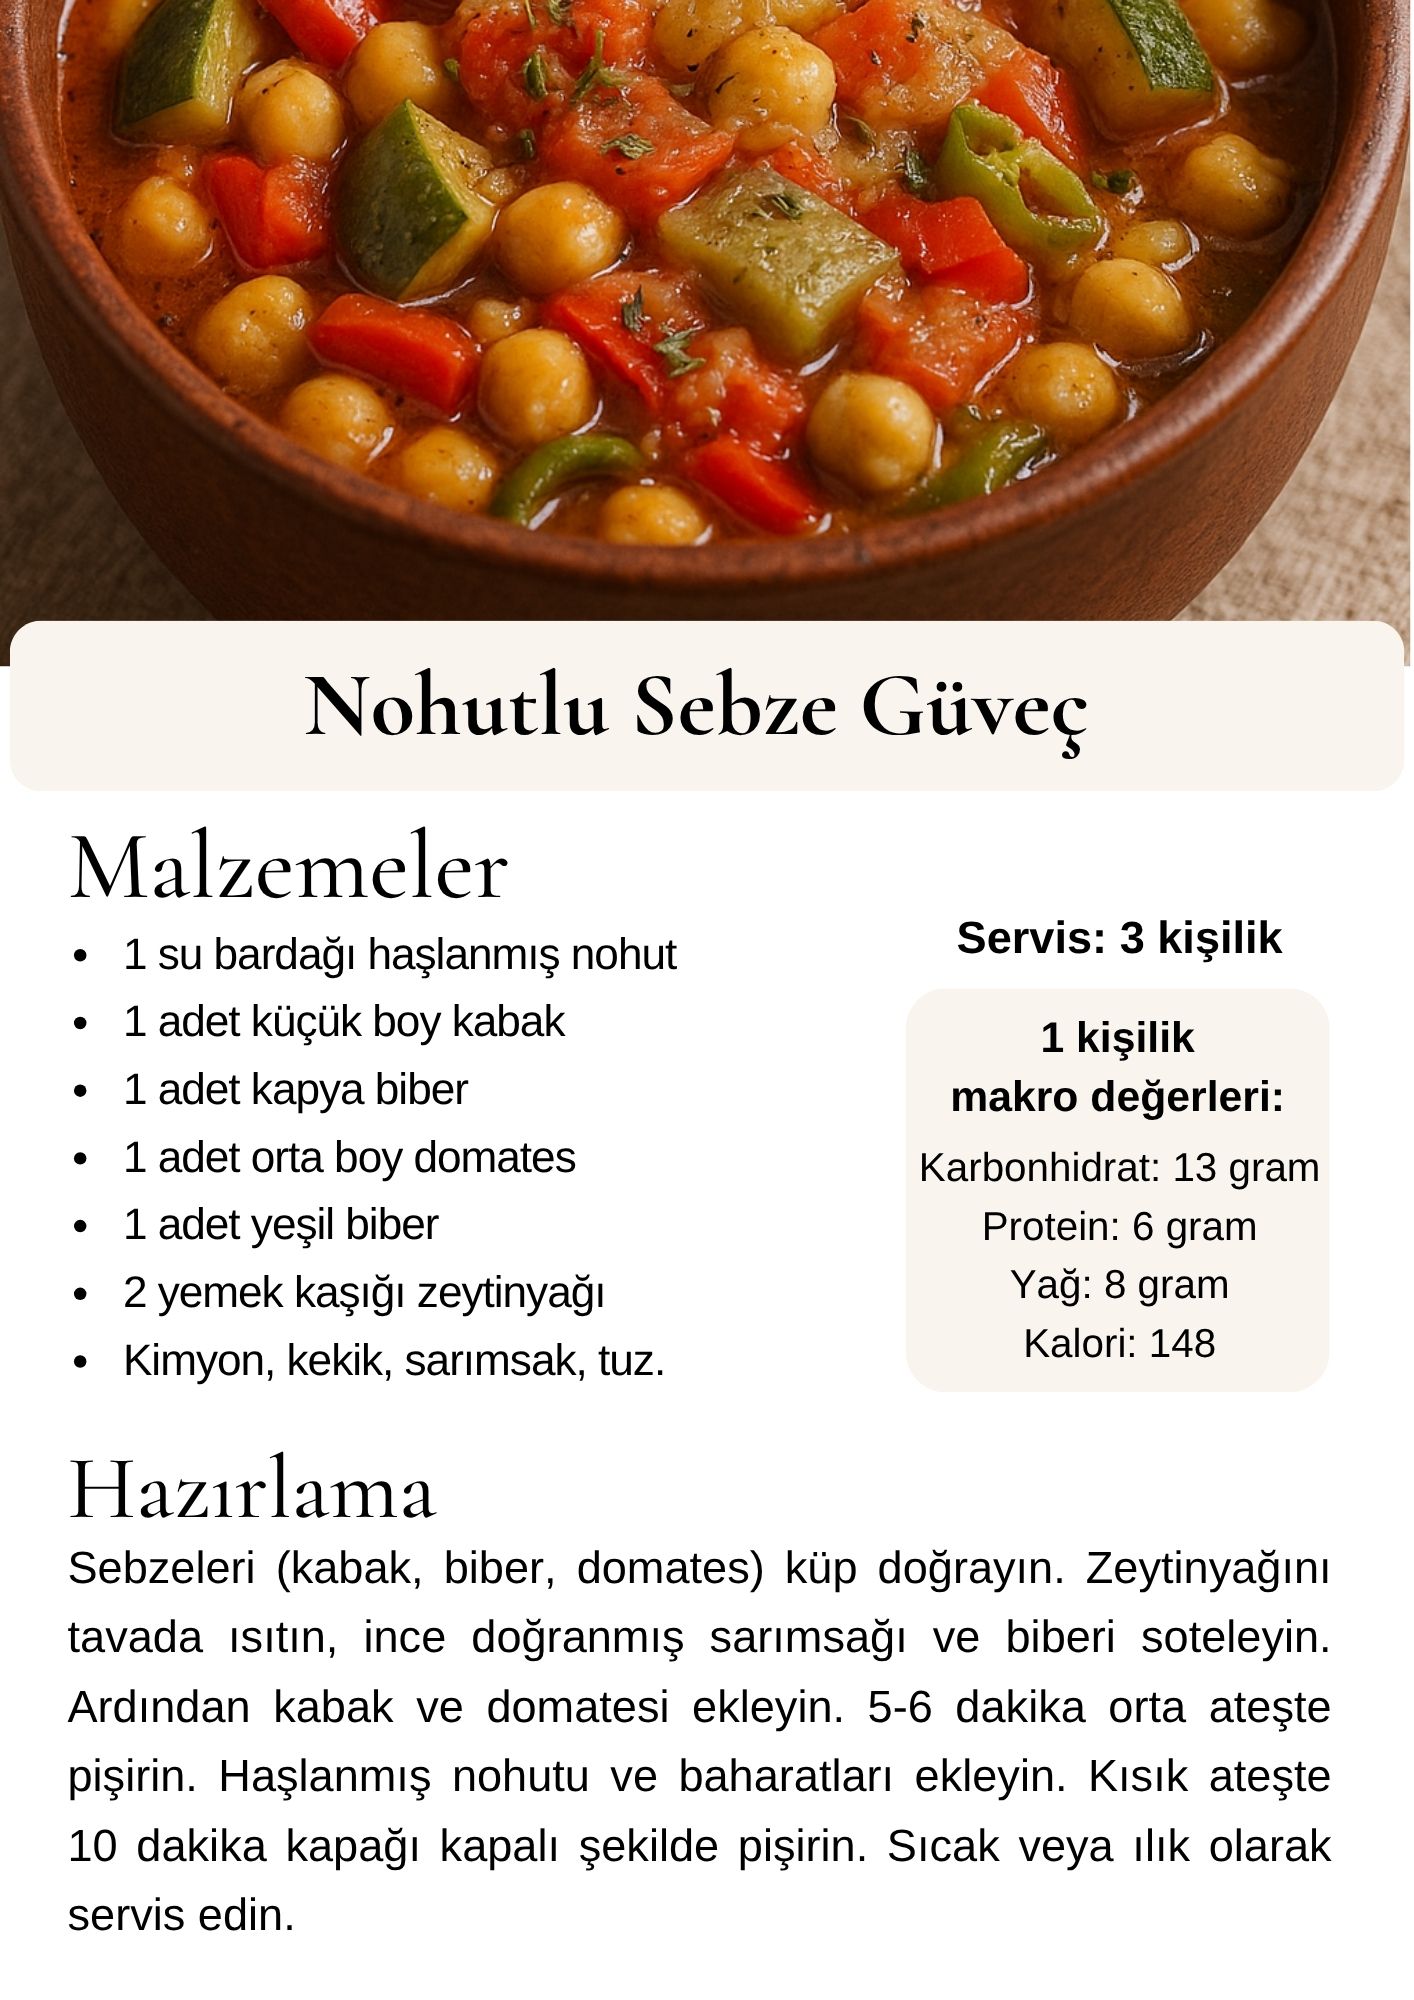 Nohutlu Sebze Güveç
Malzemeler
• 1 su bardağı haşlanmış nohut
• 1 adet küçük boy kabak
• 1 adet kapya biber
• 1 adet orta boy domates
• 1 adet yeşil biber
• 2 yemek kaşığı zeytinyağı
• Kimyon, kekik, sarımsak, tuz.
Servis: 3 kişilik
1 kişilik
makro değerleri:
Karbonhidrat: 13 gram
Protein: 6 gram
Yağ: 8 gram
Kalori: 148
Hazırlama
Sebzeleri (kabak, biber, domates) küp doğrayın. Zeytinyağını
tavada ısıtın, ince doğranmış sarımsağı ve biberi soteleyin.
Ardından kabak ve domatesi ekleyin. 5-6 dakika orta ateşte
pişirin. Haşlanmış nohutu ve baharatları ekleyin. Kısık ateşte
10 dakika kapağı kapalı şekilde pişirin. Sıcak veya ılık olarak
servis edin.